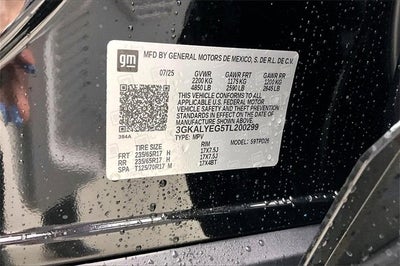 gm
MFD BY GENERAL MOTORS DE MEXICO, S. DE R.L. DE C.V.
07/25 GVWR GAWR FRT GAWR RR
2200 KG 1175 KG 1200 KG
4850 LB 2590 LB 2645 LB
THIS VEHICLE CONFORMS TO ALL
APPLICABLE U.S. FEDERAL MOTOR
VEHICLE SAFETY AND THEFT PREVENTION
STANDARDS IN EFFECT ON THE DATE
OF MANUFACTURE SHOWN ABOVE.
3GKALYEG5TL200299
TYPE: MPV
384A
TIRE SIZE RIM
FRT 235/65R17 H 17X7.5J
RR 235/65R17 H 17X7.5J
SPA T125/70R17 M 17X4BT